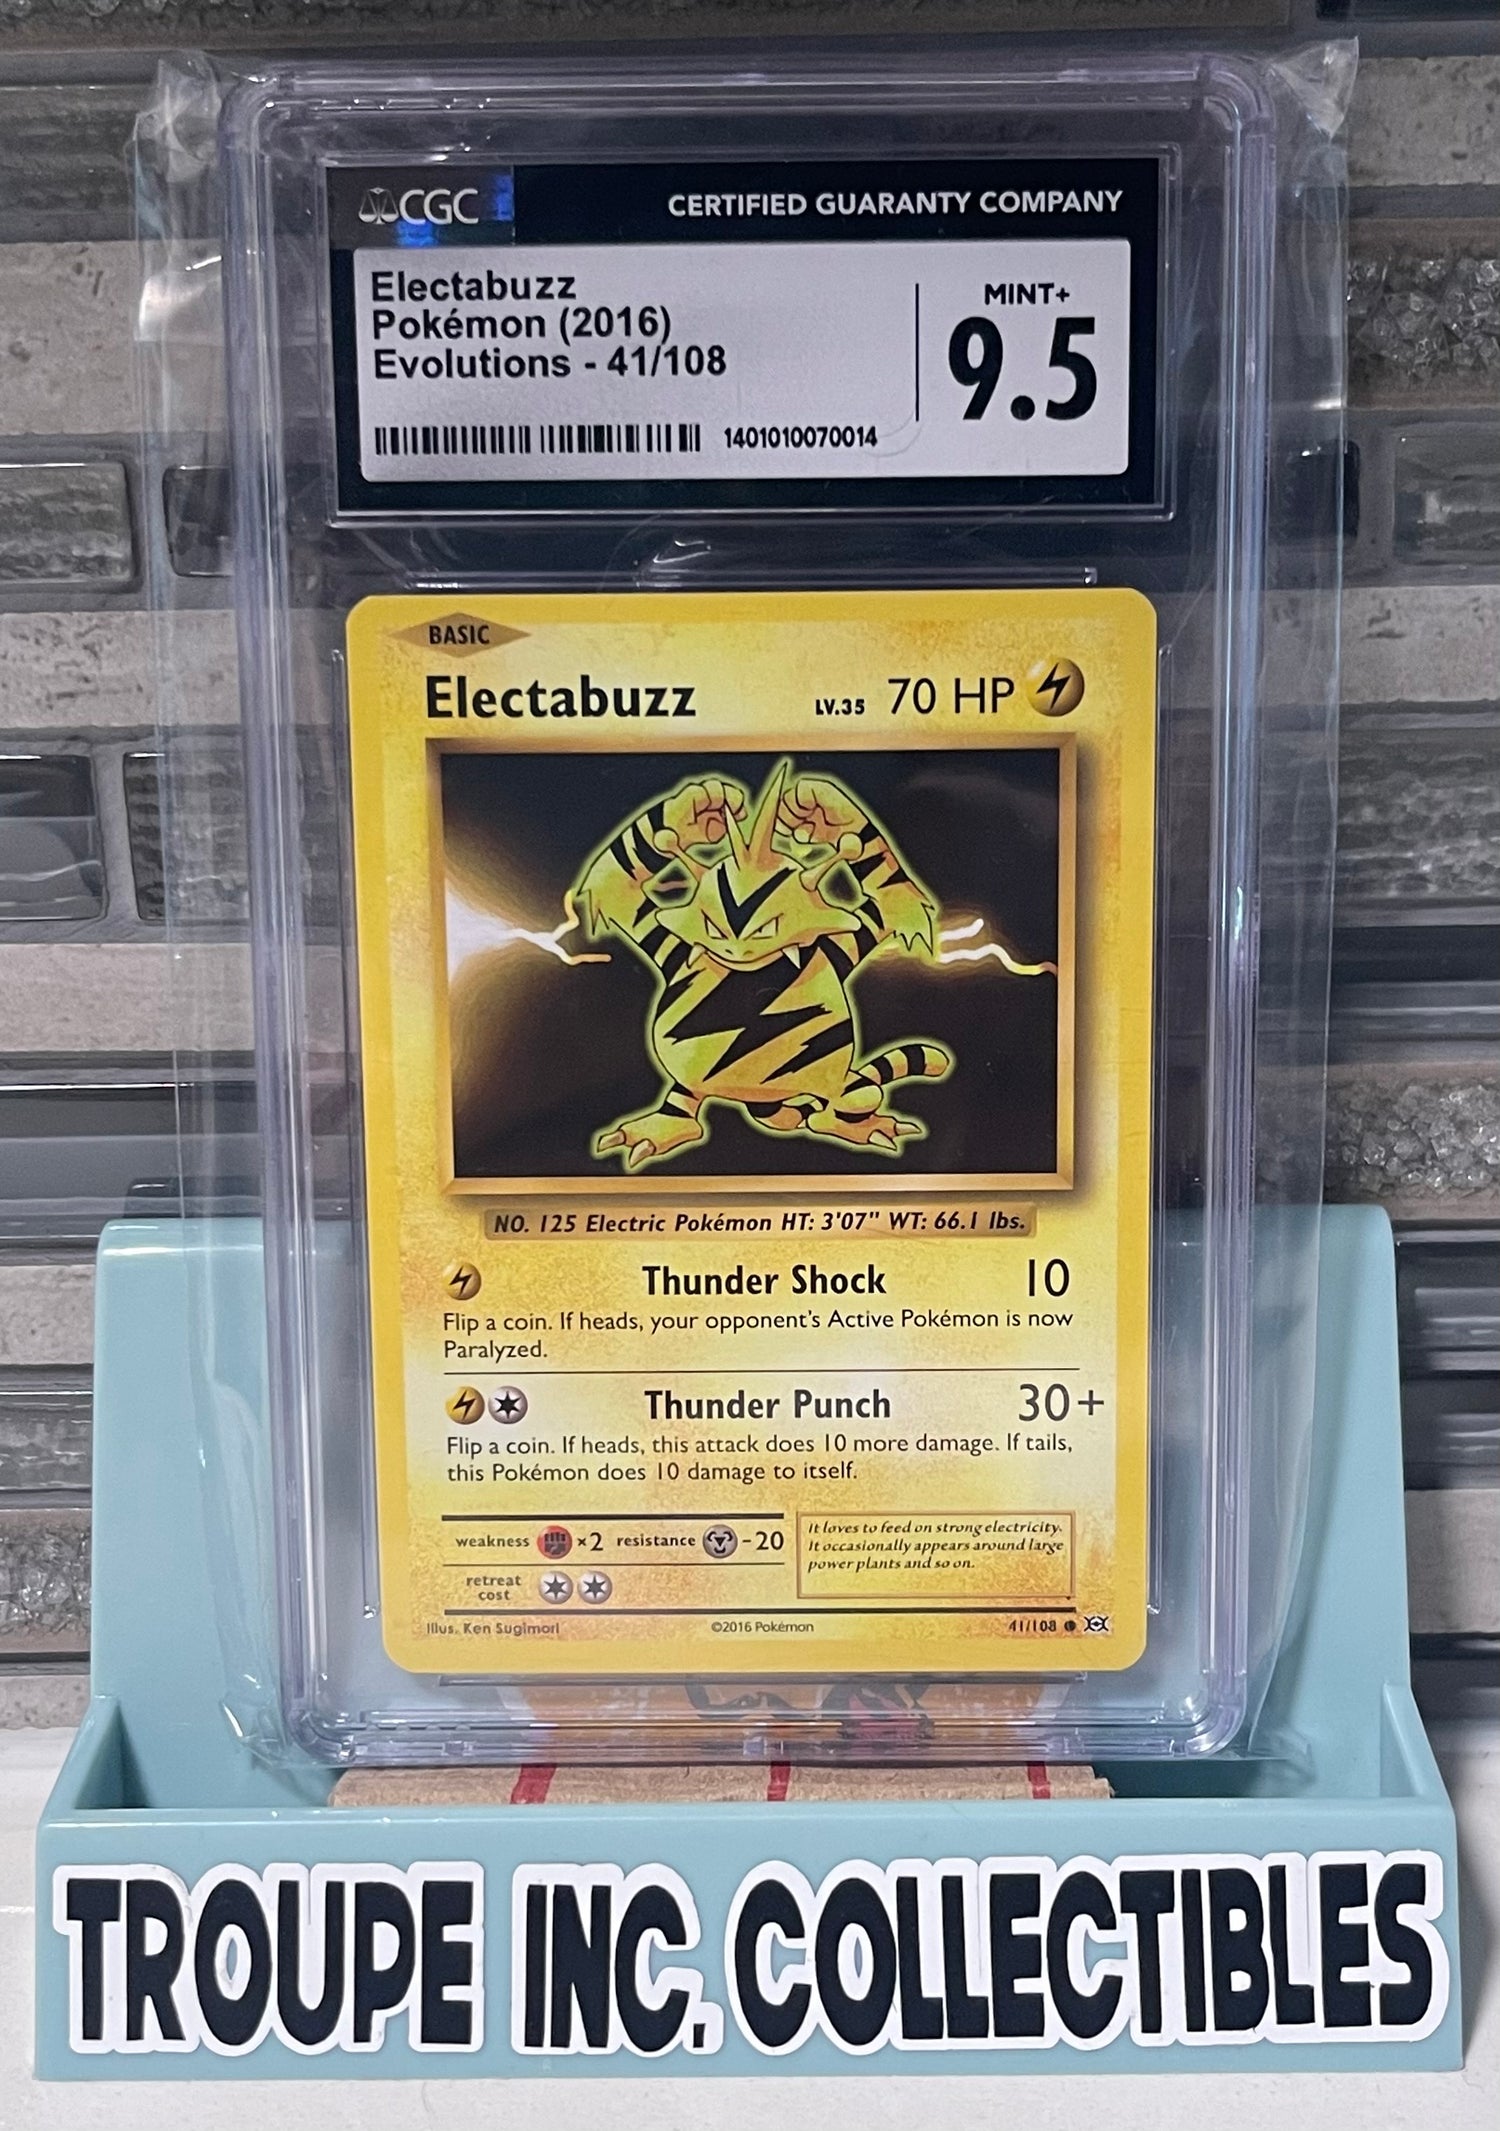 CGC
CERTIFIED GUARANTY COMPANY
Electabuzz
Pokémon (2016)
Evolutions - 41/108
1401010070014
MINT+
9.5
BASIC
Electabuzz LV.35 70 HP
NO. 125 Electric Pokémon HT: 3'07" WT: 66.1 lbs.
Thunder Shock 10
Flip a coin. If heads, your opponent's Active Pokémon is now
Paralyzed.
Thunder Punch 30+
Flip a coin. If heads, this attack does 10 more damage. If tails,
this Pokémon does 10 damage to itself.
weakness ×2 resistance -20
retreat
cost
It loves to feed on strong electricity.
It occasionally appears around large
power plants and so on.
Illus. Ken Sugimori ©2016 Pokémon 41/108
TROUPE INC. COLLECTIBLES